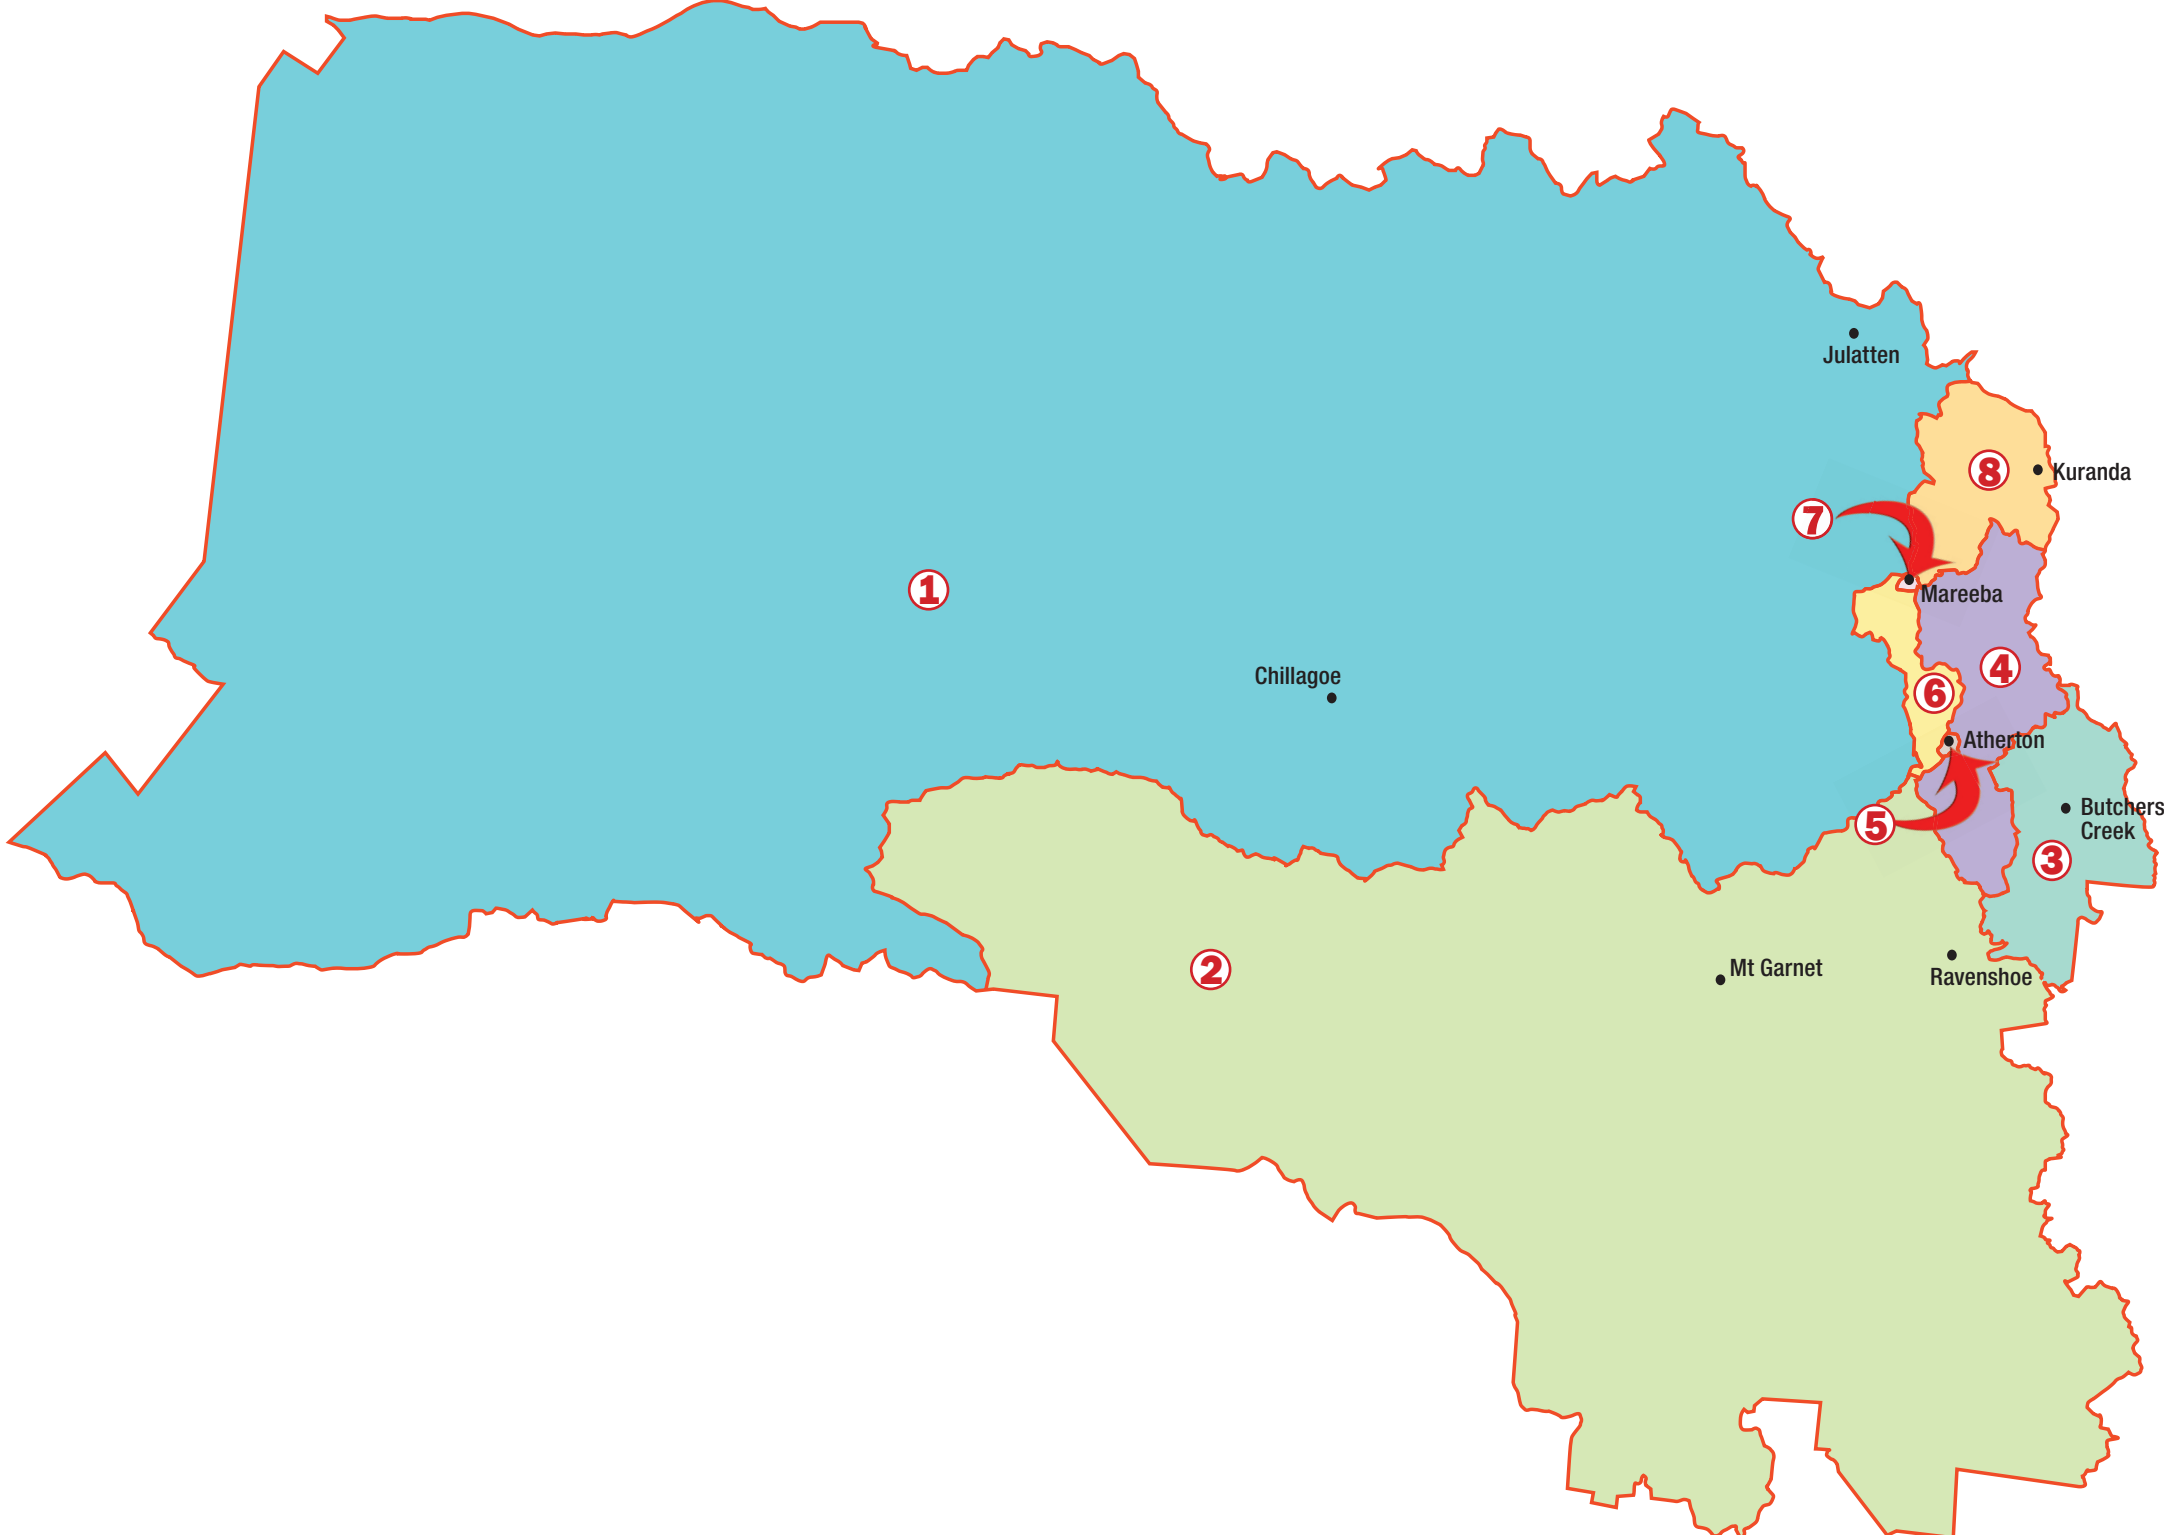 Julatten
8
Kuranda
7
1
Mareeba
Chillagoe
4
6
Atherton
Butchers
Creek
5
3
2
Mt Garnet
Ravenshoe